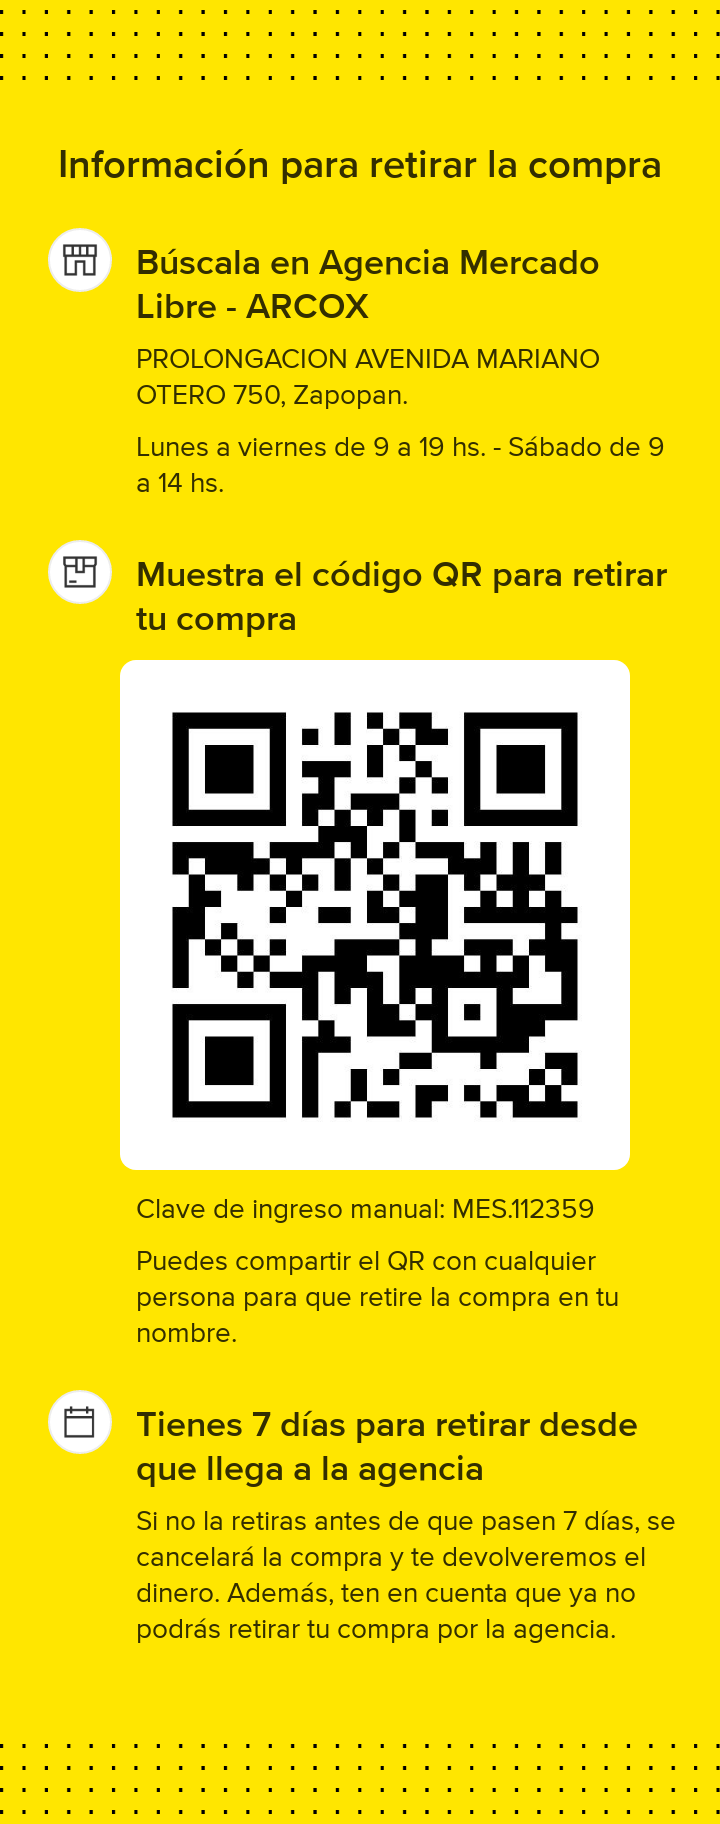 Información para retirar la compra
Búscala en Agencia Mercado
Libre - ARCOX
PROLONGACION AVENIDA MARIANO
OTERO 750, Zapopan.
Lunes a viernes de 9 a 19 hs. - Sábado de 9
a 14 hs.
Muestra el código QR para retirar
tu compra
Clave de ingreso manual: MES.112359
Puedes compartir el QR con cualquier
persona para que retire la compra en tu
nombre.
Tienes 7 días para retirar desde
que llega a la agencia
Si no la retiras antes de que pasen 7 días, se
cancelará la compra y te devolveremos el
dinero. Además, ten en cuenta que ya no
podrás retirar tu compra por la agencia.